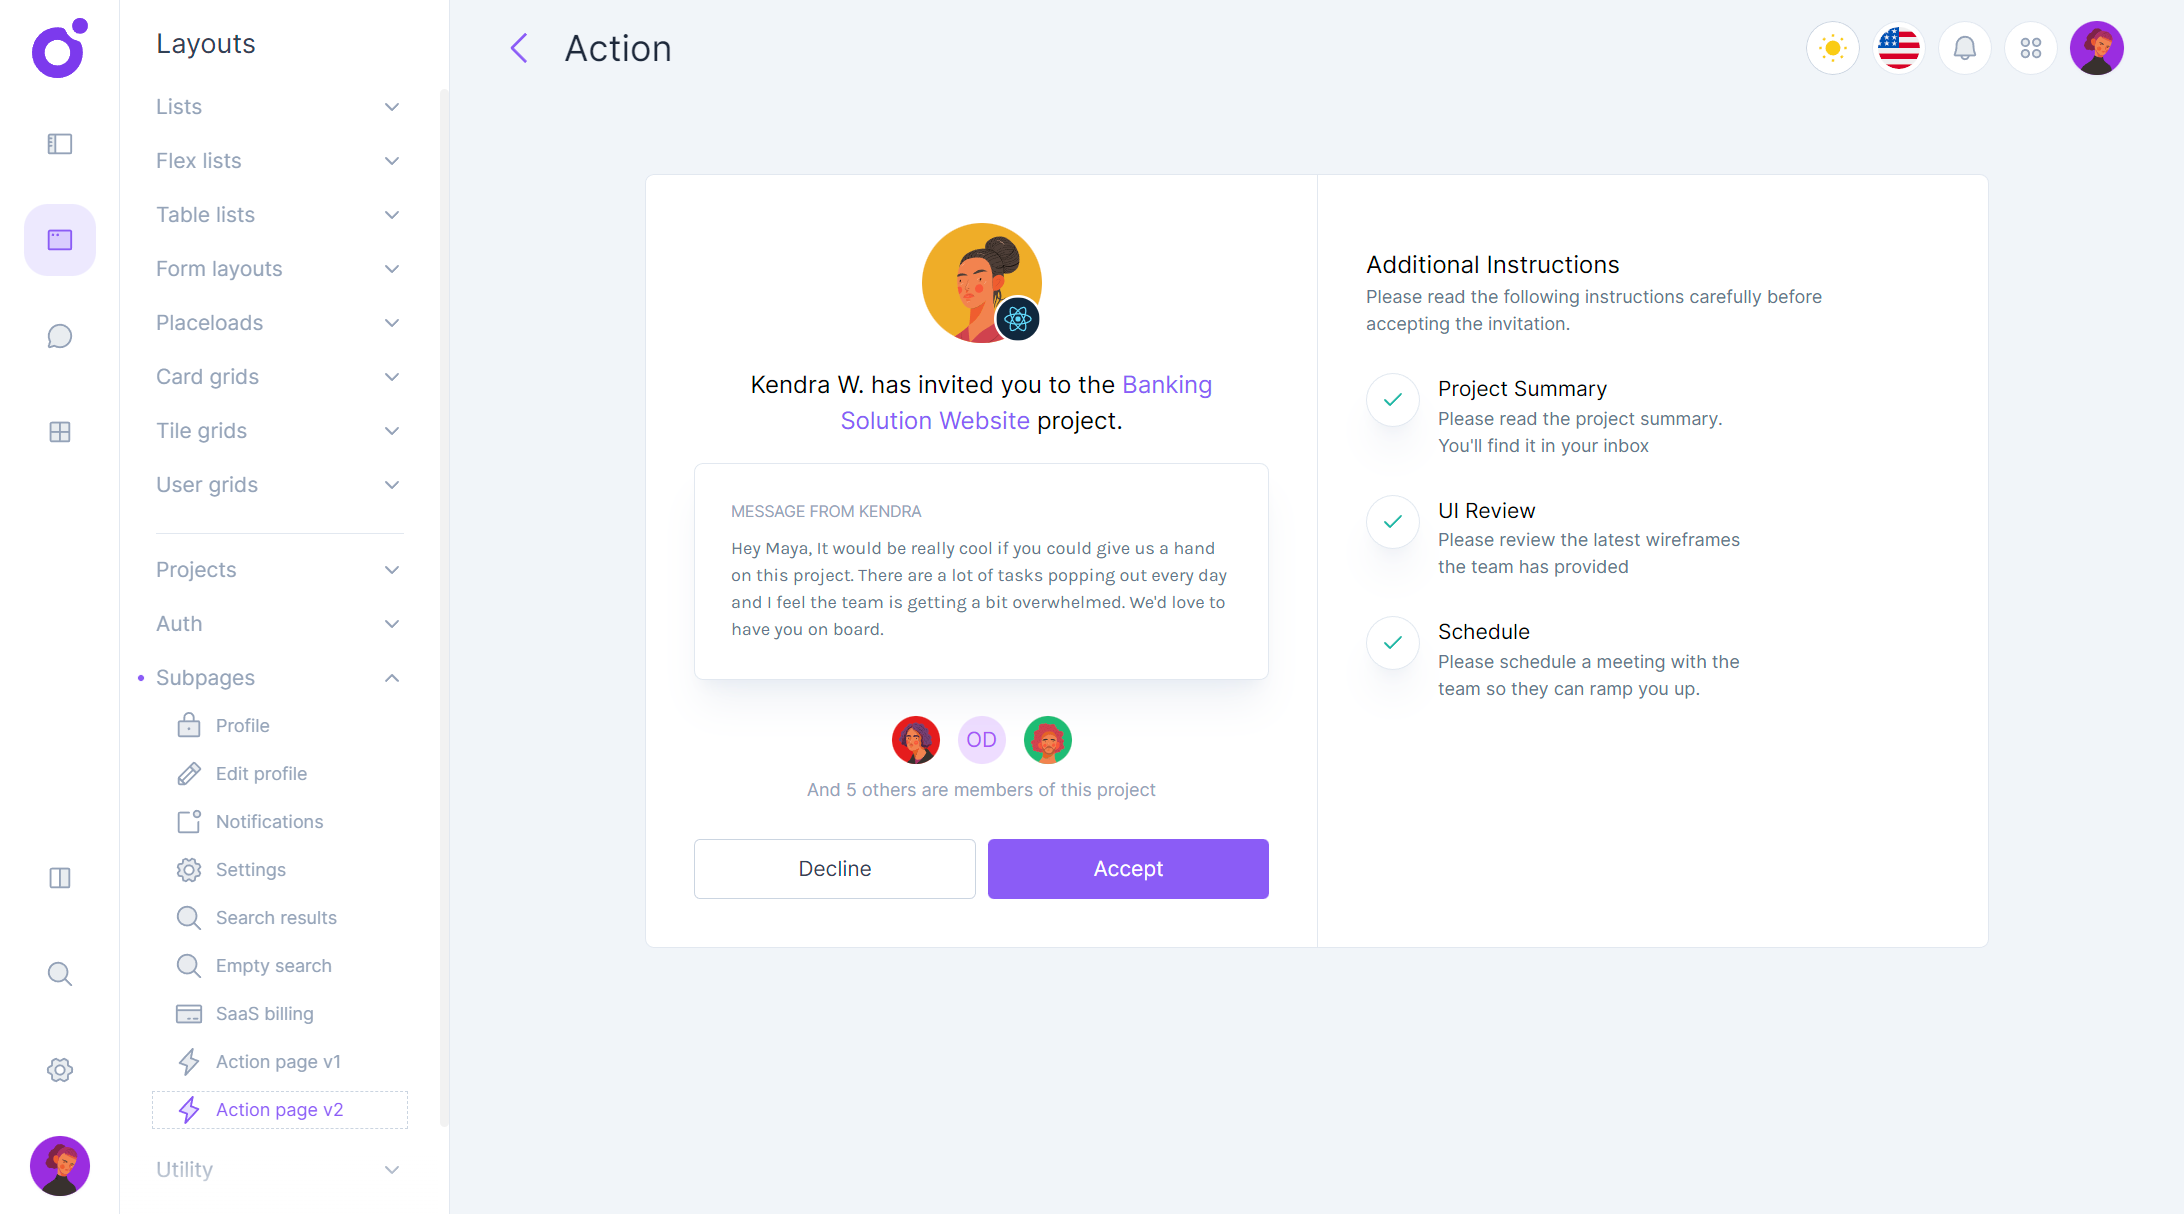 Layouts
Lists
Flex lists
Table lists
Form layouts
Placeloads
Card grids
Tile grids
User grids
Projects
Auth
Subpages
Profile
Edit profile
Notifications
Settings
Search results
Empty search
SaaS billing
Action page v1
Action page v2
Utility
Action
Kendra W. has invited you to the Banking
Solution Website project.
MESSAGE FROM KENDRA
Hey Maya, It would be really cool if you could give us a hand
on this project. There are a lot of tasks popping out every day
and I feel the team is getting a bit overwhelmed. We'd love to
have you on board.
OD
And 5 others are members of this project
Decline
Accept
Additional Instructions
Please read the following instructions carefully before
accepting the invitation.
Project Summary
Please read the project summary.
You'll find it in your inbox
UI Review
Please review the latest wireframes
the team has provided
Schedule
Please schedule a meeting with the
team so they can ramp you up.